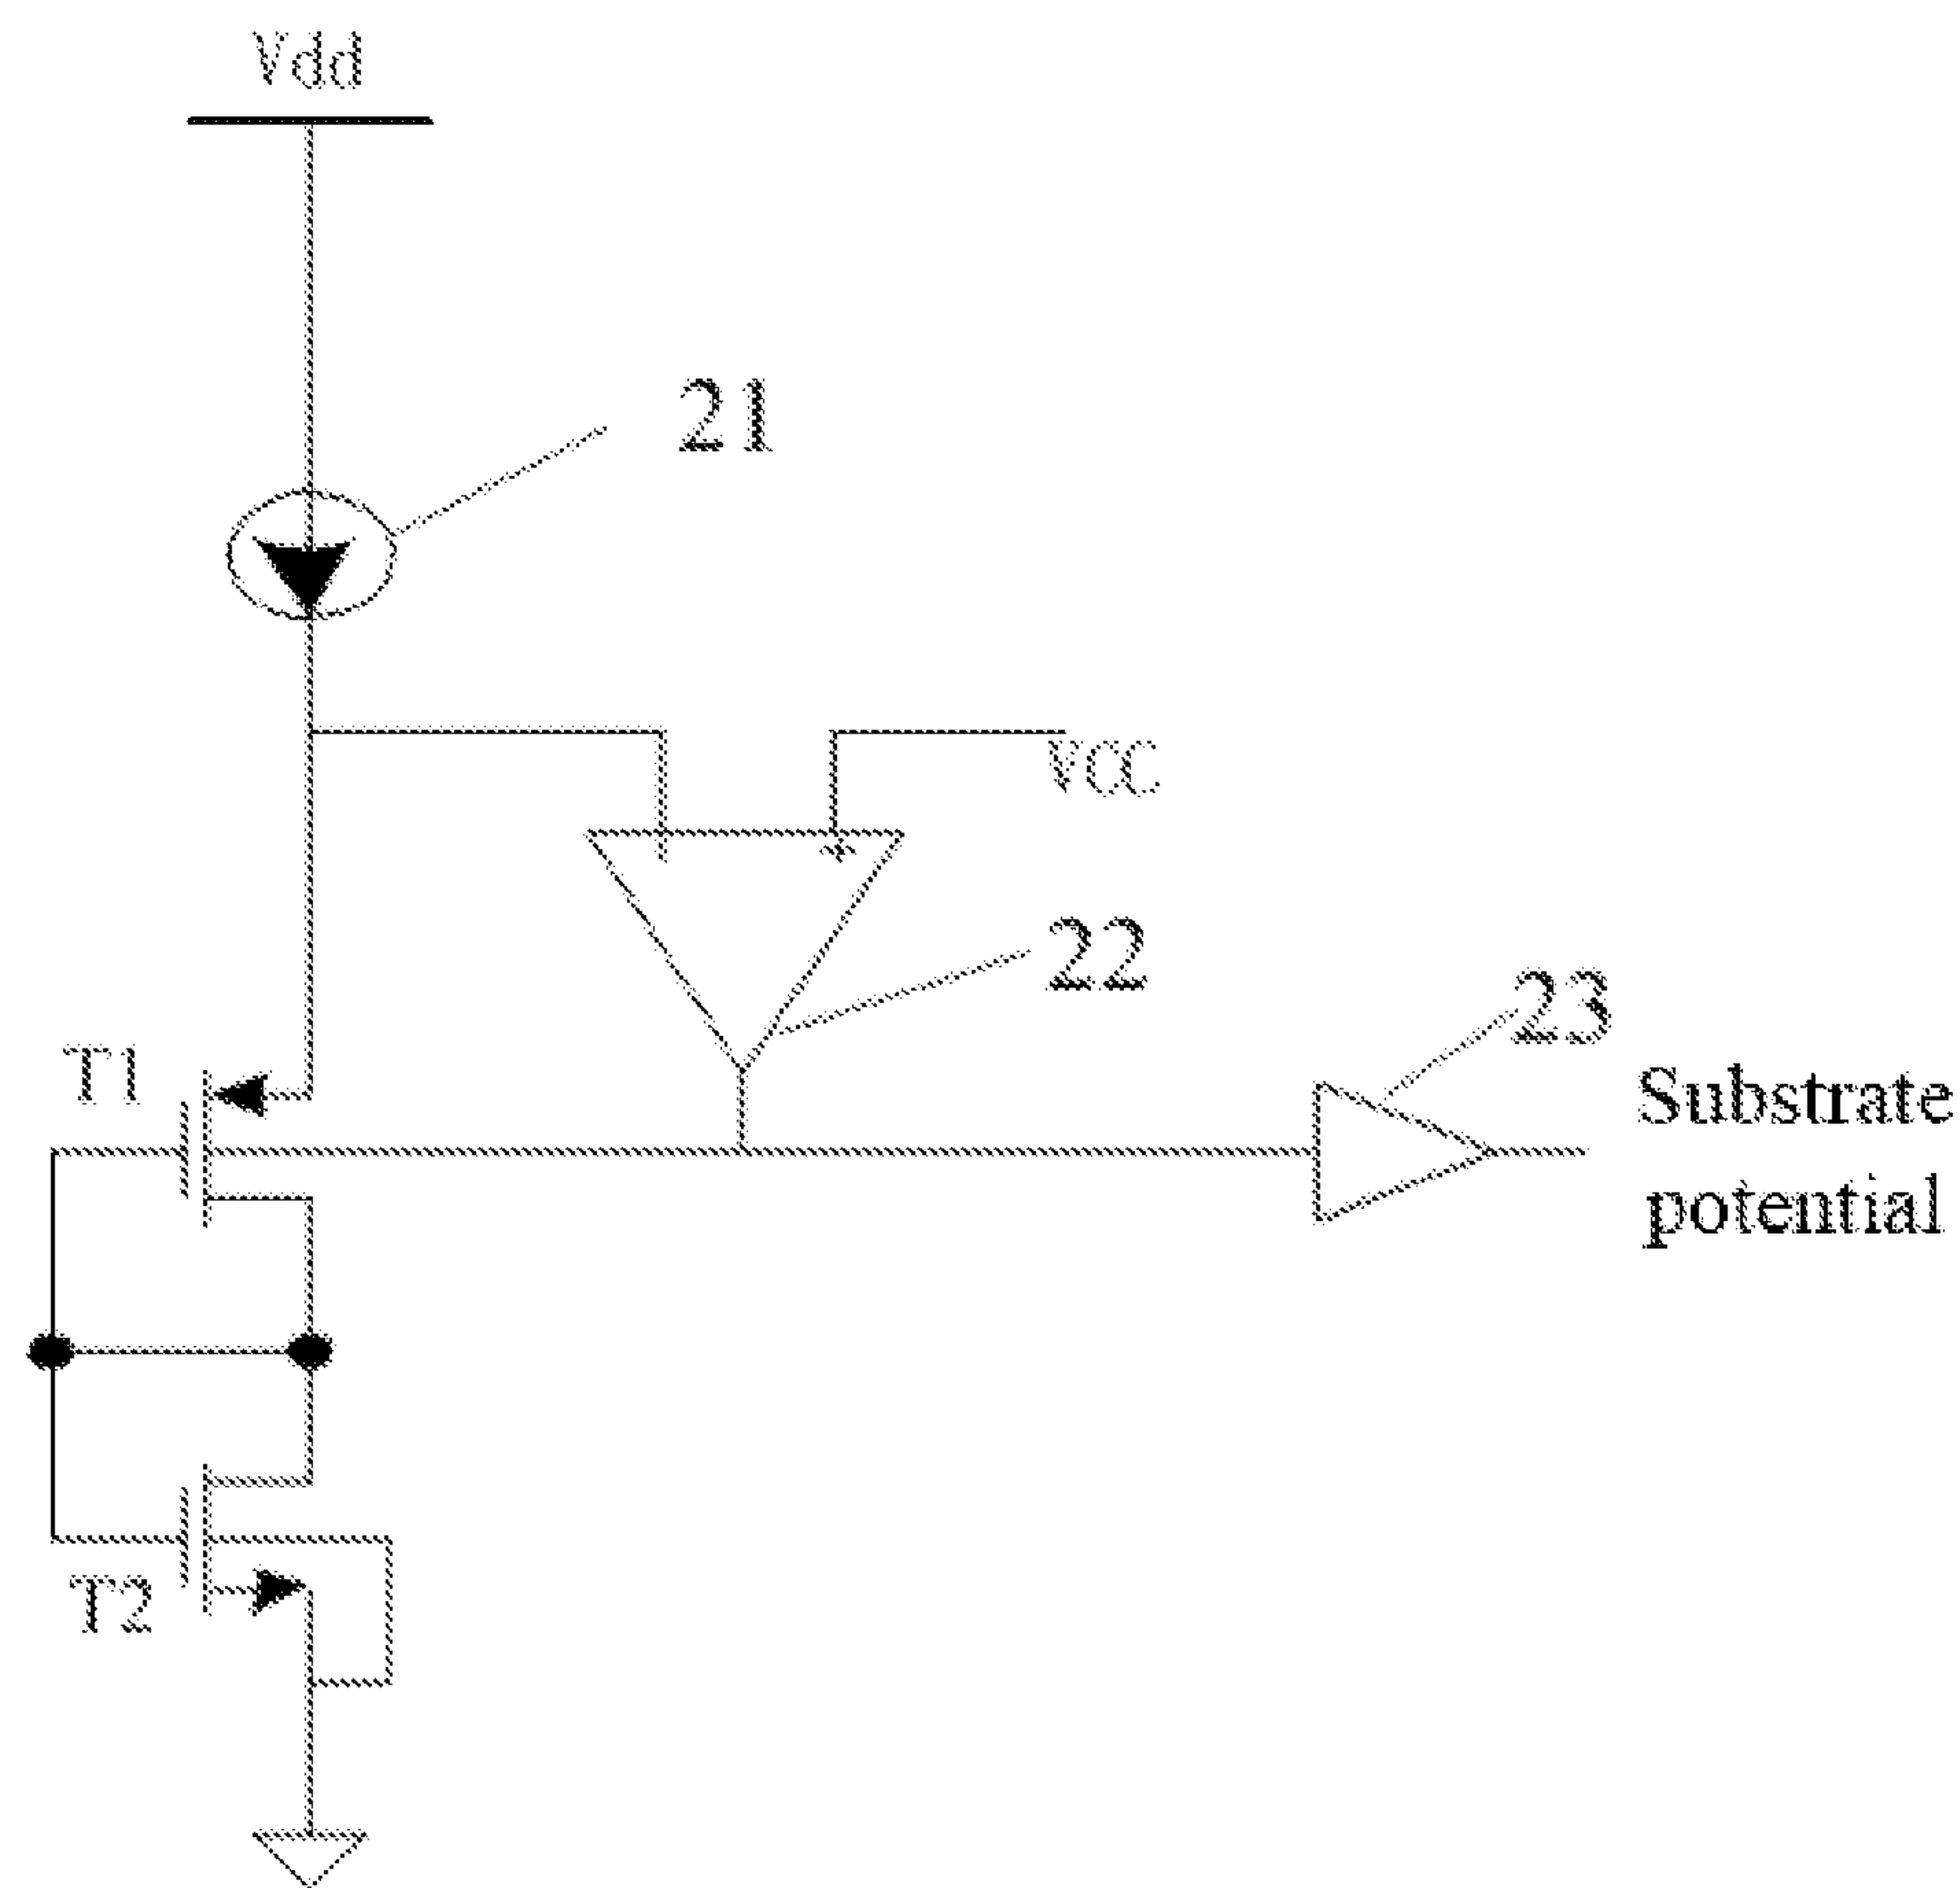 Vdd
21
VCC
22
23
T1
Substrate
potential
T2